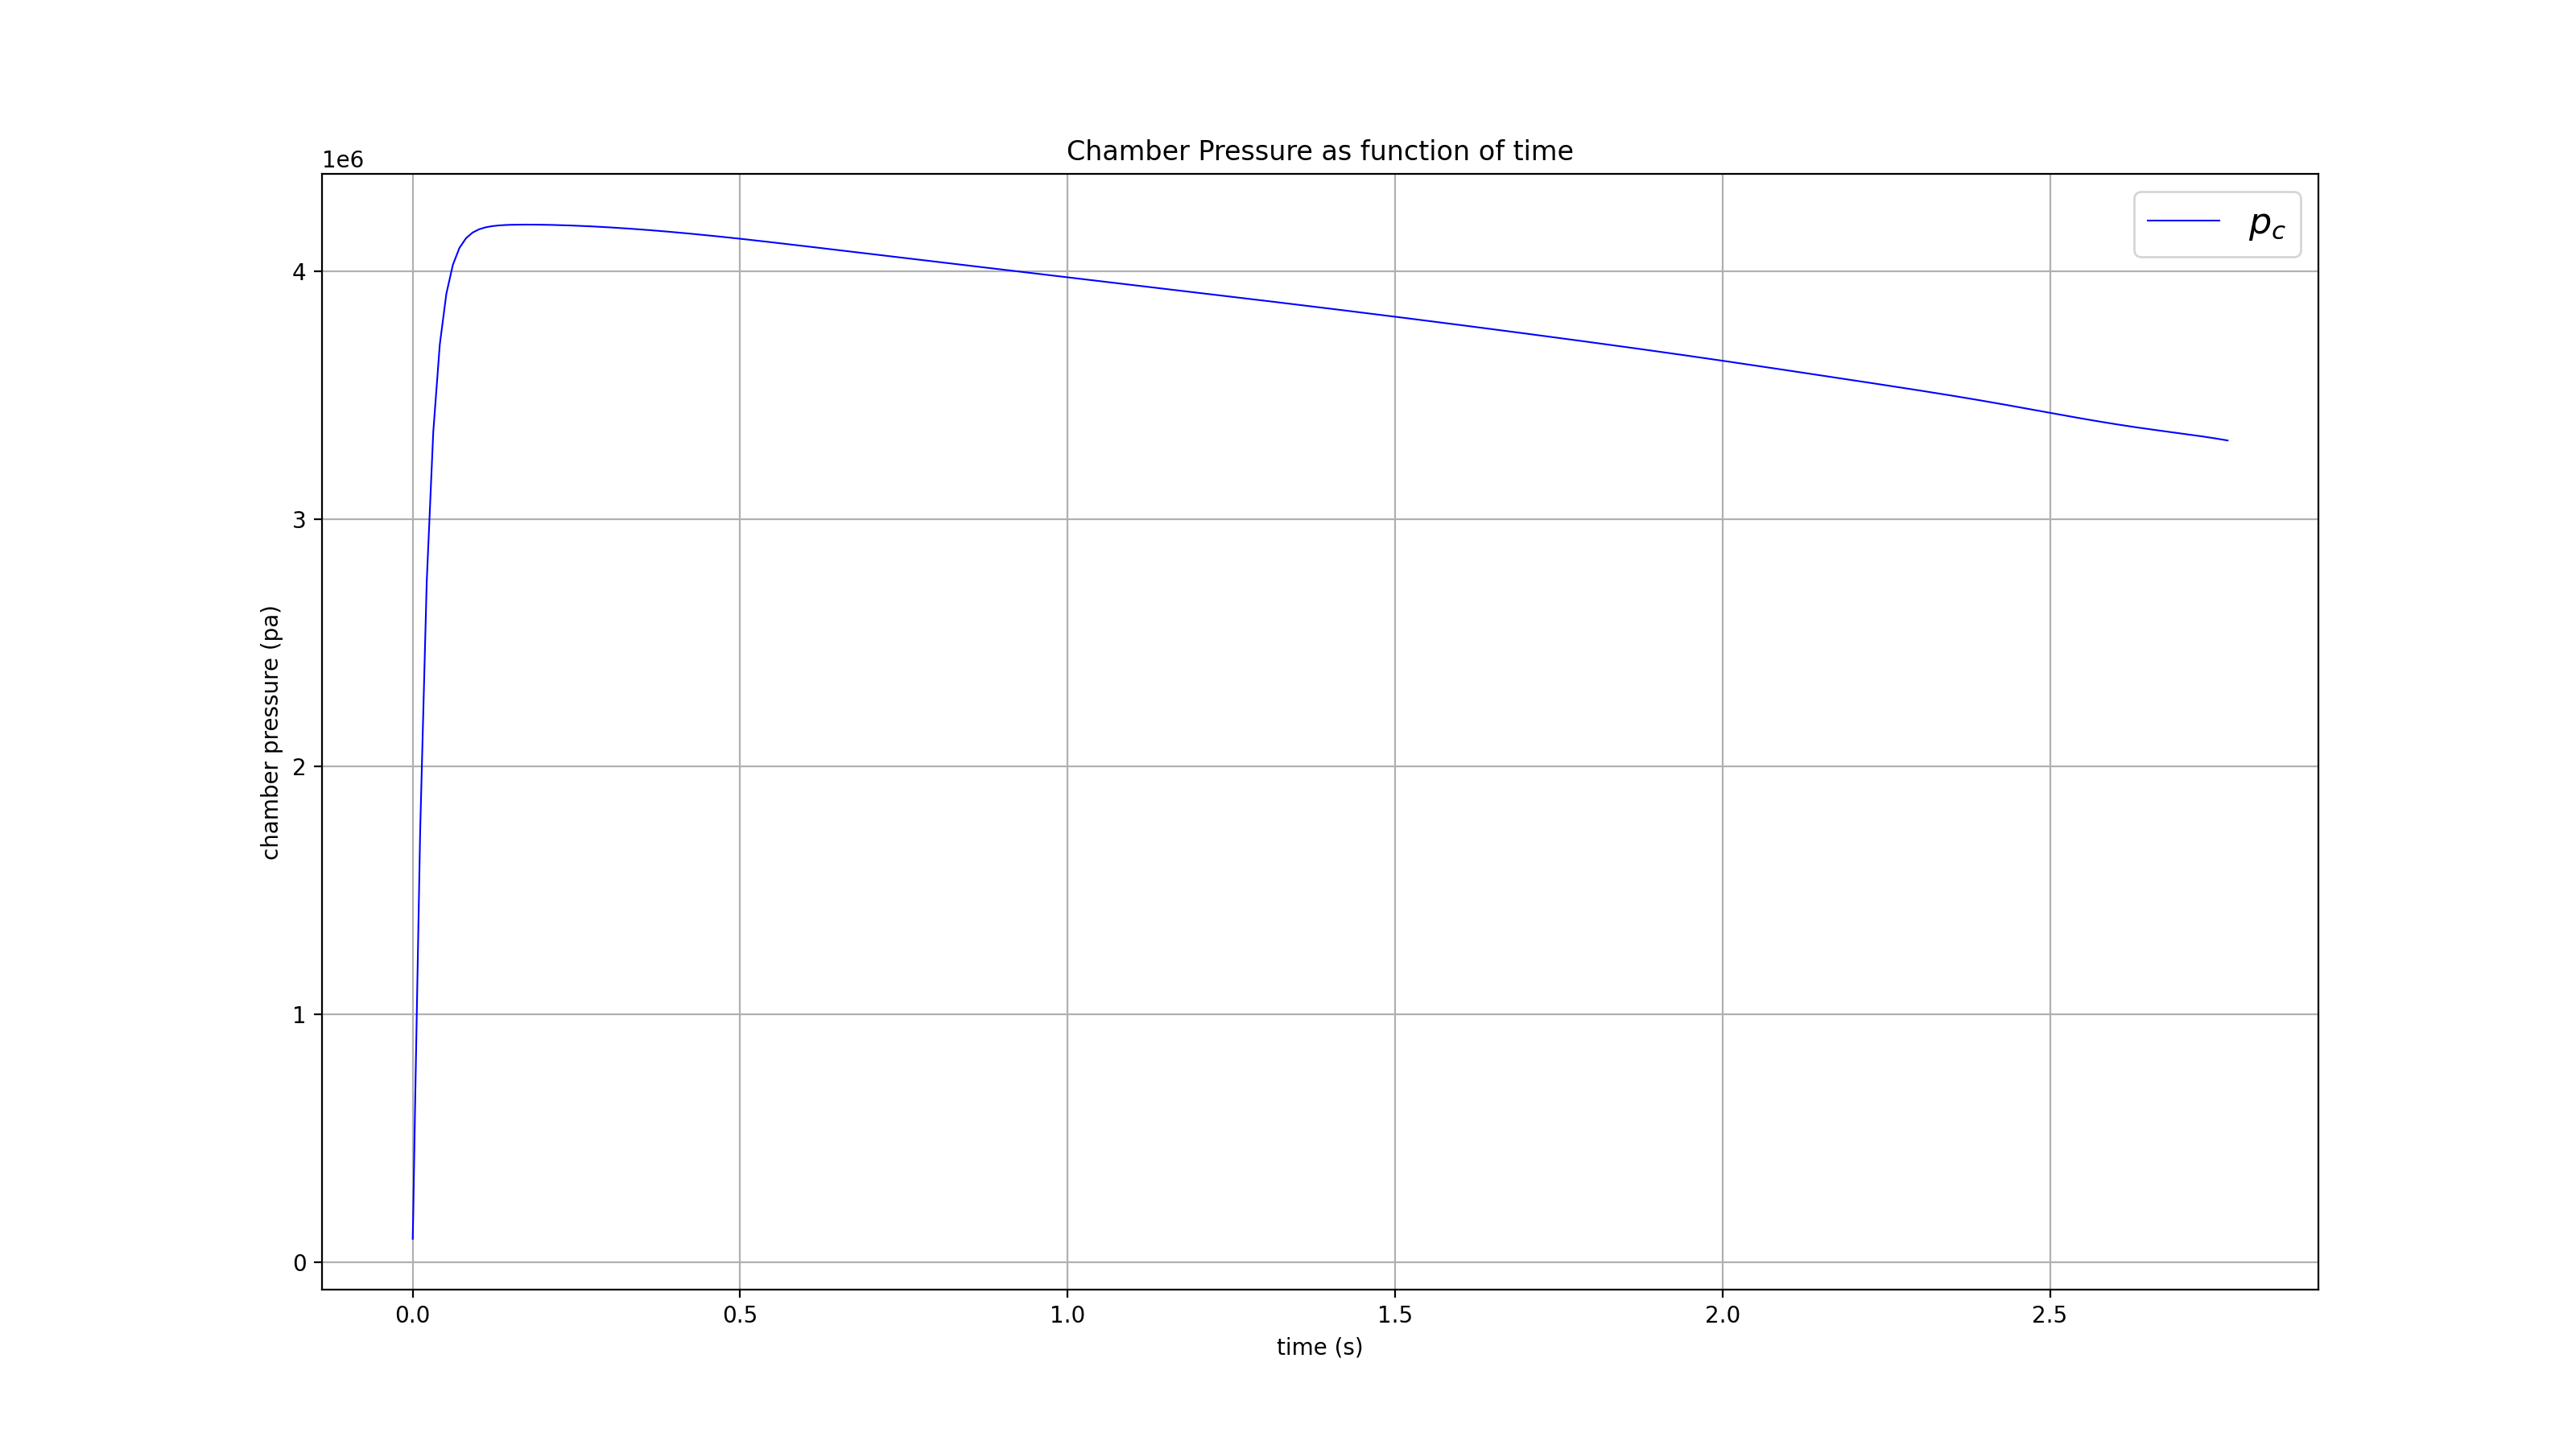 Chamber Pressure as function of time
1e6
p_c
4
3
2
1
0
chamber pressure (pa)
0.0 0.5 1.0 1.5 2.0 2.5
time (s)